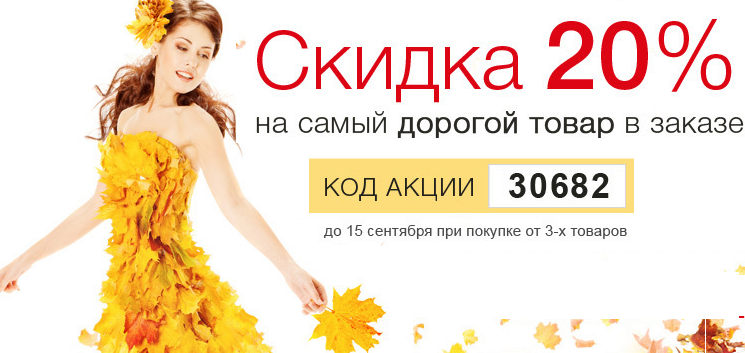 Скидка 20%
на самый дорогой товар в заказе
КОД АКЦИИ 30682
до 15 сентября при покупке от 3-х товаров